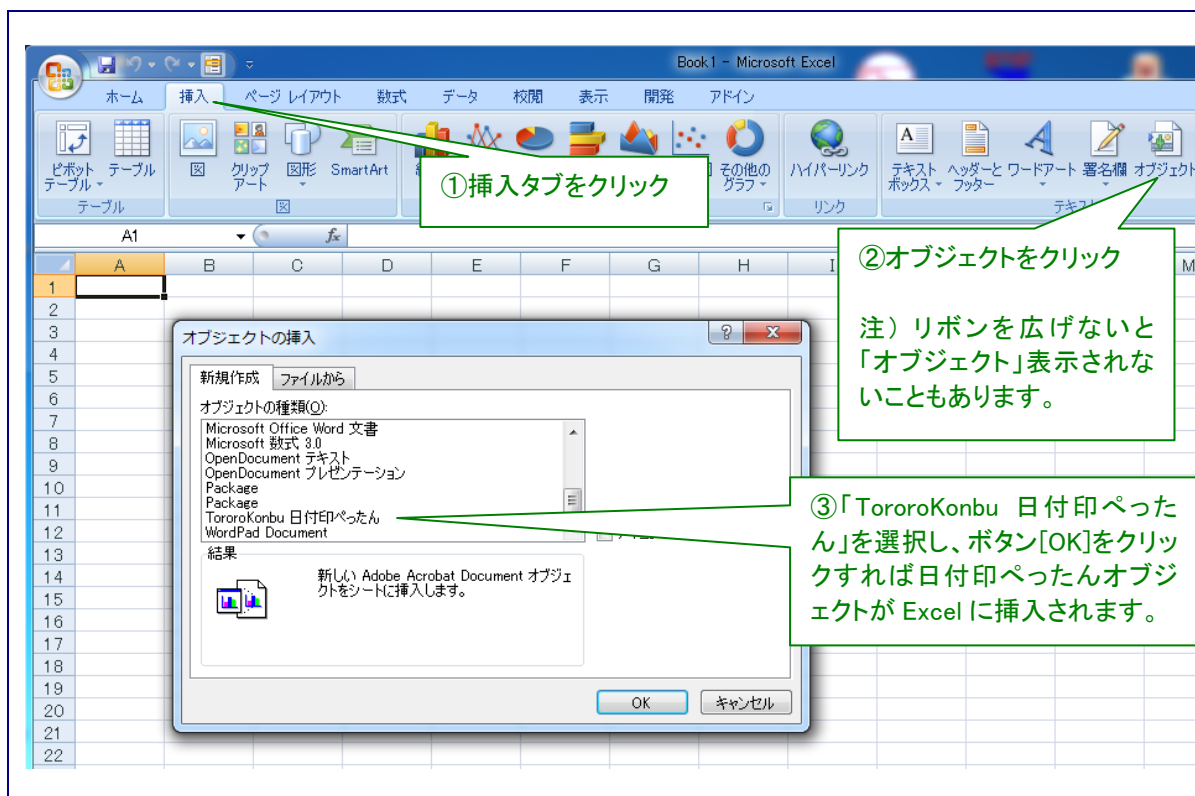 Book1 - Microsoft Excel
ホーム 挿入 ページ レイアウト 数式 データ 校閲 表示 開発 アドイン
ピボット テーブル 図 クリップ 図形 SmartArt その他の ハイパーリンク テキスト ヘッダーと ワードアート 署名欄 オブジェクト
テーブル アート グラフ ボックス フッター
テーブル 図 リンク
①挿入タブをクリック
A1 fx
A B C D E F G H I M
1
2
3
4
5
6
7
8
9
10
11
12
13
14
15
16
17
18
19
20
21
22
②オブジェクトをクリック
注）リボンを広げないと
「オブジェクト」表示されな
いこともあります。
オブジェクトの挿入
新規作成 ファイルから
オブジェクトの種類(O):
Microsoft Office Word 文書
Microsoft 数式 3.0
OpenDocument テキスト
OpenDocument プレゼンテーション
Package
Package
TororoKonbu 日付印ぺったん
WordPad Document
結果
新しい Adobe Acrobat Document オブジェ
クトをシートに挿入します。
OK キャンセル
③「TororoKonbu 日付印ぺった
ん」を選択し、ボタン[OK]をクリッ
クすれば日付印ぺったんオブジ
ェクトが Excel に挿入されます。